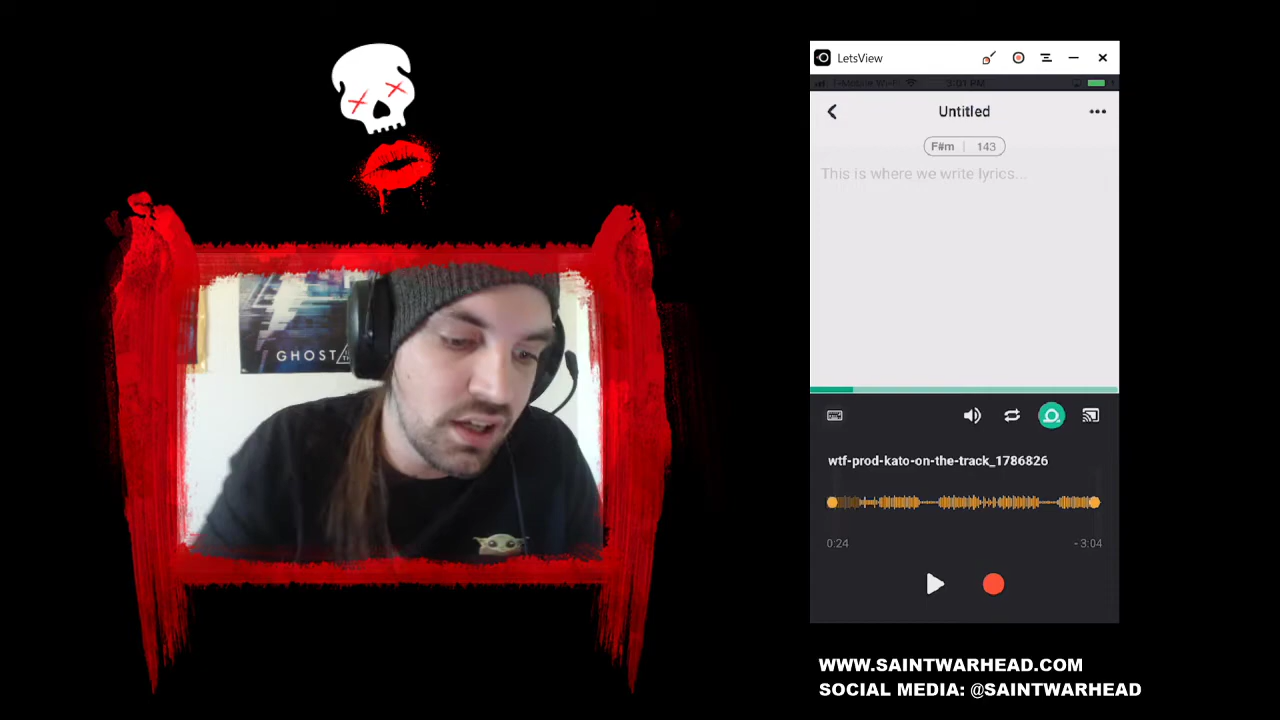 LetsView
Untitled
F#m | 143
This is where we write lyrics...
wtf-prod-kato-on-the-track_1786826
0:24
- 3:04
GHOST
WWW.SAINTWARHEAD.COM
SOCIAL MEDIA: @SAINTWARHEAD